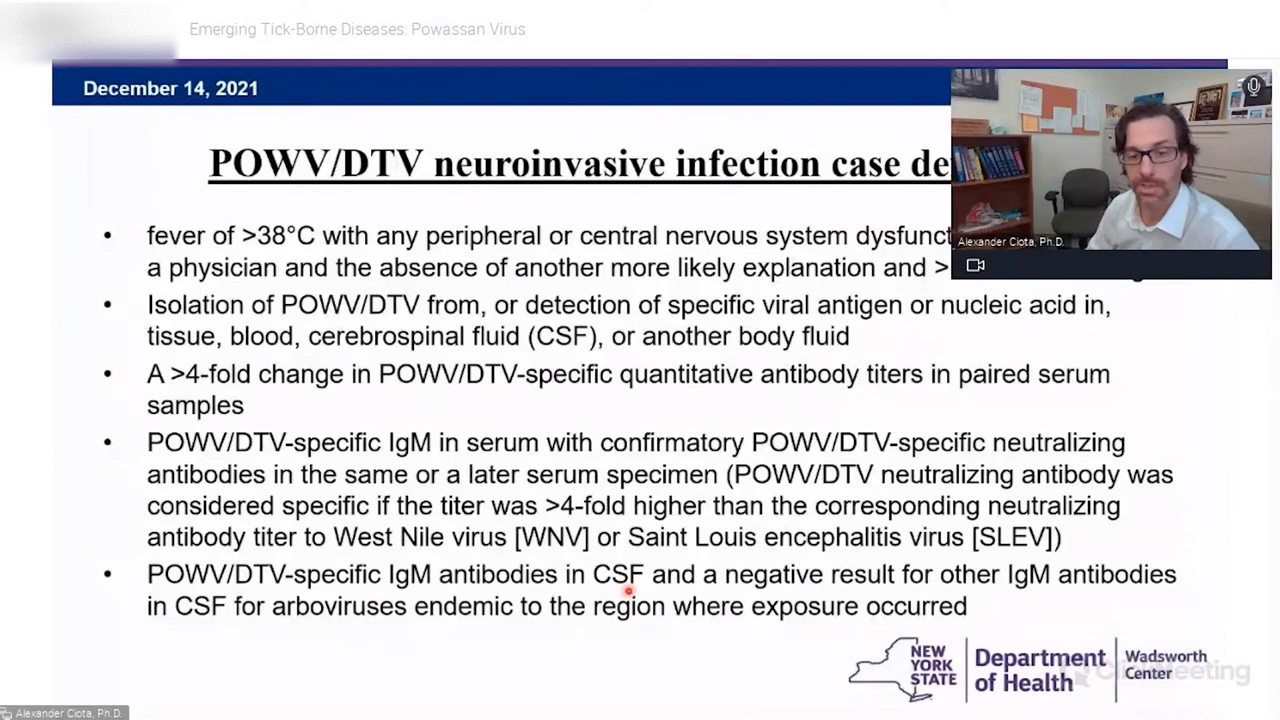 Emerging Tick-Borne Diseases: Powassan Virus
December 14, 2021
POWV/DTV neuroinvasive infection case de
Alexander Ciota, Ph.D.
• fever of >38°C with any peripheral or central nervous system dysfunct
a physician and the absence of another more likely explanation and >
• Isolation of POWV/DTV from, or detection of specific viral antigen or nucleic acid in,
tissue, blood, cerebrospinal fluid (CSF), or another body fluid
• A >4-fold change in POWV/DTV-specific quantitative antibody titers in paired serum
samples
• POWV/DTV-specific IgM in serum with confirmatory POWV/DTV-specific neutralizing
antibodies in the same or a later serum specimen (POWV/DTV neutralizing antibody was
considered specific if the titer was >4-fold higher than the corresponding neutralizing
antibody titer to West Nile virus [WNV] or Saint Louis encephalitis virus [SLEV])
• POWV/DTV-specific IgM antibodies in CSF and a negative result for other IgM antibodies
in CSF for arboviruses endemic to the region where exposure occurred
NEW
YORK
STATE
Department
of Health
Wadsworth
Center
ClickMeeting
Alexander Ciota, Ph.D.